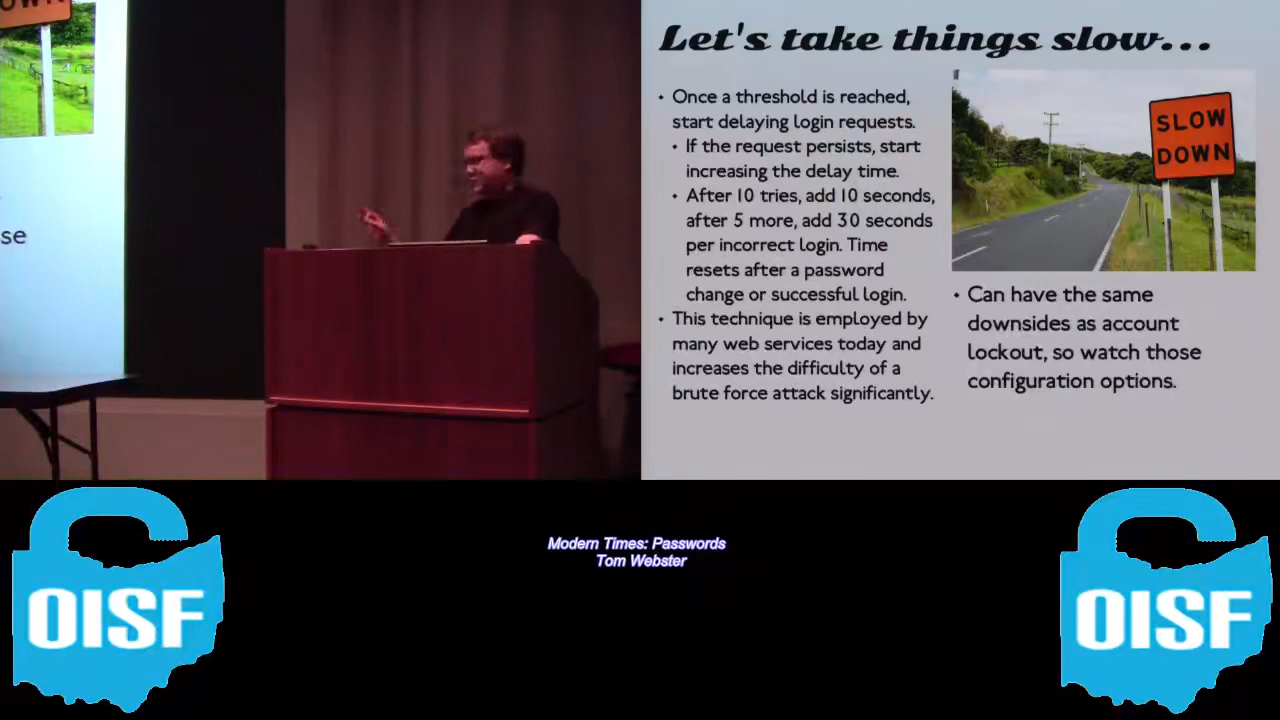 OWN
se
Let's take things slow...
• Once a threshold is reached,
start delaying login requests.
• If the request persists, start
increasing the delay time.
• After 10 tries, add 10 seconds,
after 5 more, add 30 seconds
per incorrect login. Time
resets after a password
change or successful login.
• This technique is employed by
many web services today and
increases the difficulty of a
brute force attack significantly.
SLOW
DOWN
• Can have the same
downsides as account
lockout, so watch those
configuration options.
Modern Times: Passwords
Tom Webster
OISF
OISF